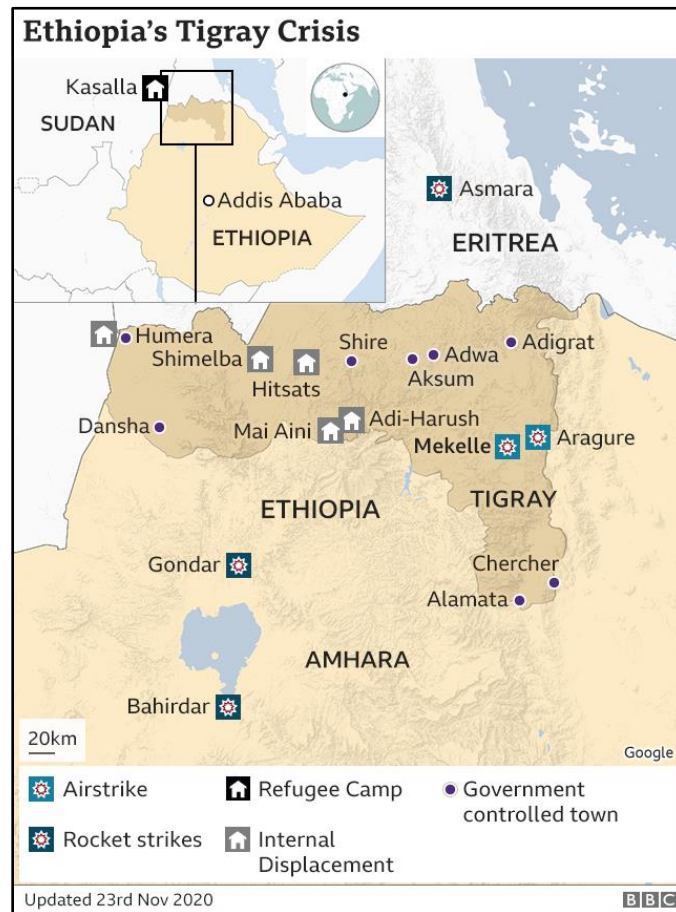 Ethiopia's Tigray Crisis
Kasalla
SUDAN
Addis Ababa
ETHIOPIA
Asmara
ERITREA
Humera
Shimelba
Hitsats
Shire
Aksum
Adwa
Adigrat
Dansha
Mai Aini
Adi-Harush
Mekelle
Aragure
ETHIOPIA
TIGRAY
Gondar
Chercher
Alamata
AMHARA
Bahirdar
20km
Google
Airstrike
Refugee Camp
Government
controlled town
Rocket strikes
Internal
Displacement
Updated 23rd Nov 2020
BBC